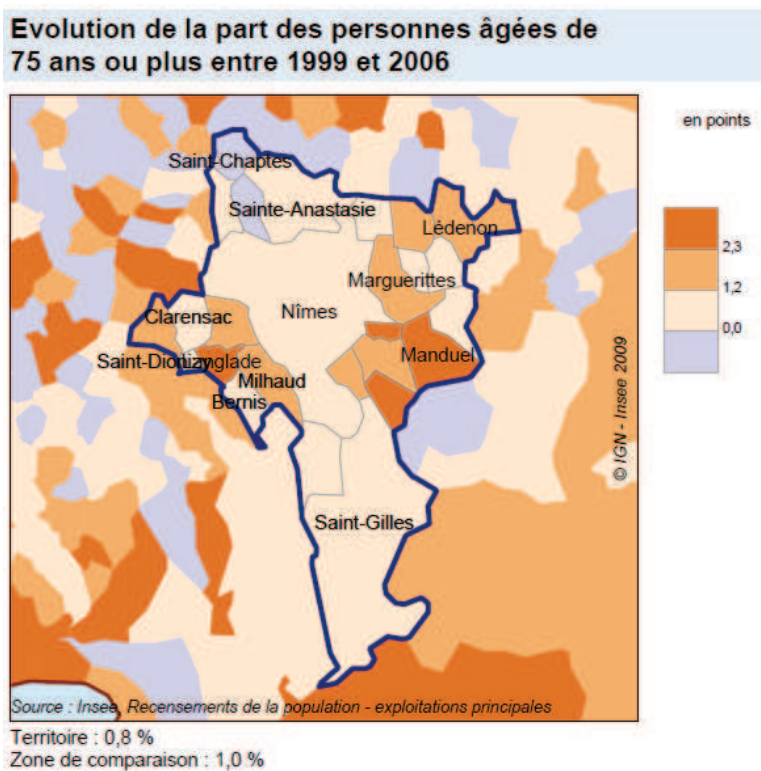 Evolution de la part des personnes âgées de
75 ans ou plus entre 1999 et 2006
en points
2,3
1,2
0,0
Saint-Chaptes
Sainte-Anastasie
Lédenon
Marguerittes
Nîmes
Clarensac
Manduel
Saint-Dionizy
Langlade
Milhaud
Bernis
Saint-Gilles
© IGN - Insee 2009
Source : Insee, Recensements de la population - exploitations principales
Territoire : 0,8 %
Zone de comparaison : 1,0 %